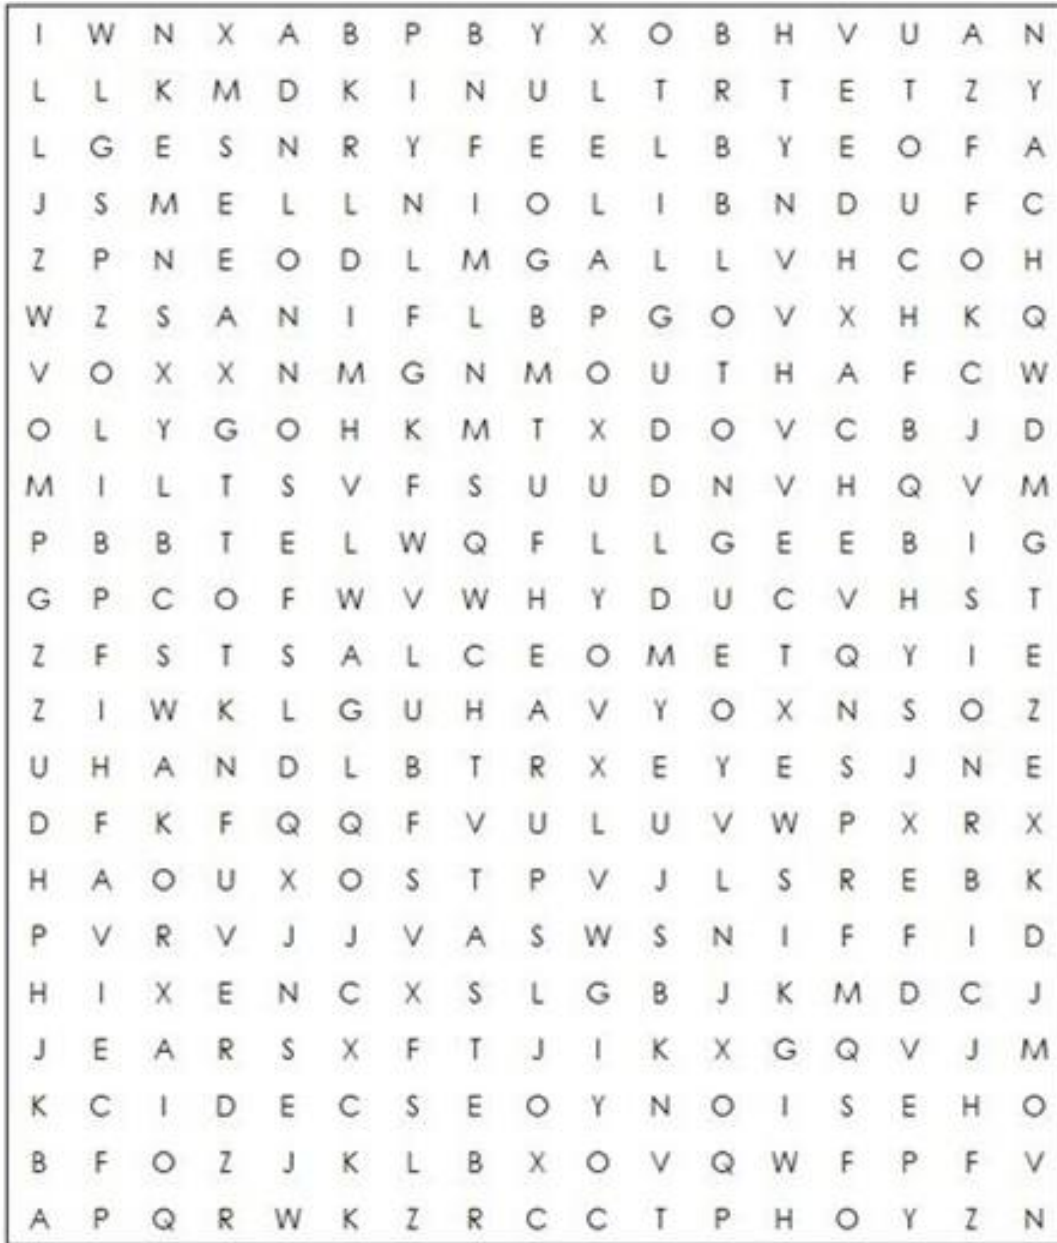 I W N X A B P B Y X O B H V U A N
L L K M D K I N U L T R T E T Z Y
L G E S N R Y F E E L B Y E O F A
J S M E L L N I O L I B N D U F C
Z P N E O D L M G A L L V H C O H
W Z S A N I F L B P G O V X H K Q
V O X X N M G N M O U T H A F C W
O L Y G O H K M T X D O V C B J D
M I L T S V F S U U D N V H Q V M
P B B T E L W Q F L L G E E B I G
G P C O F W V W H Y D U C V H S T
Z F S T S A L C E O M E T Q Y I E
Z I W K L G U H A V Y O X N S O Z
U H A N D L B T R X E Y E S J N E
D F K F Q Q F V U L U V W P X R X
H A O U X O S T P V J L S R E B K
P V R V J J V A S W S N I F F I D
H I X E N C X S L G B J K M D C J
J E A R S X F T J I K X G Q V J M
K C I D E C S E O Y N O I S E H O
B F O Z J K L B X O V Q W F P F V
A P Q R W K Z R C C T P H O Y Z N